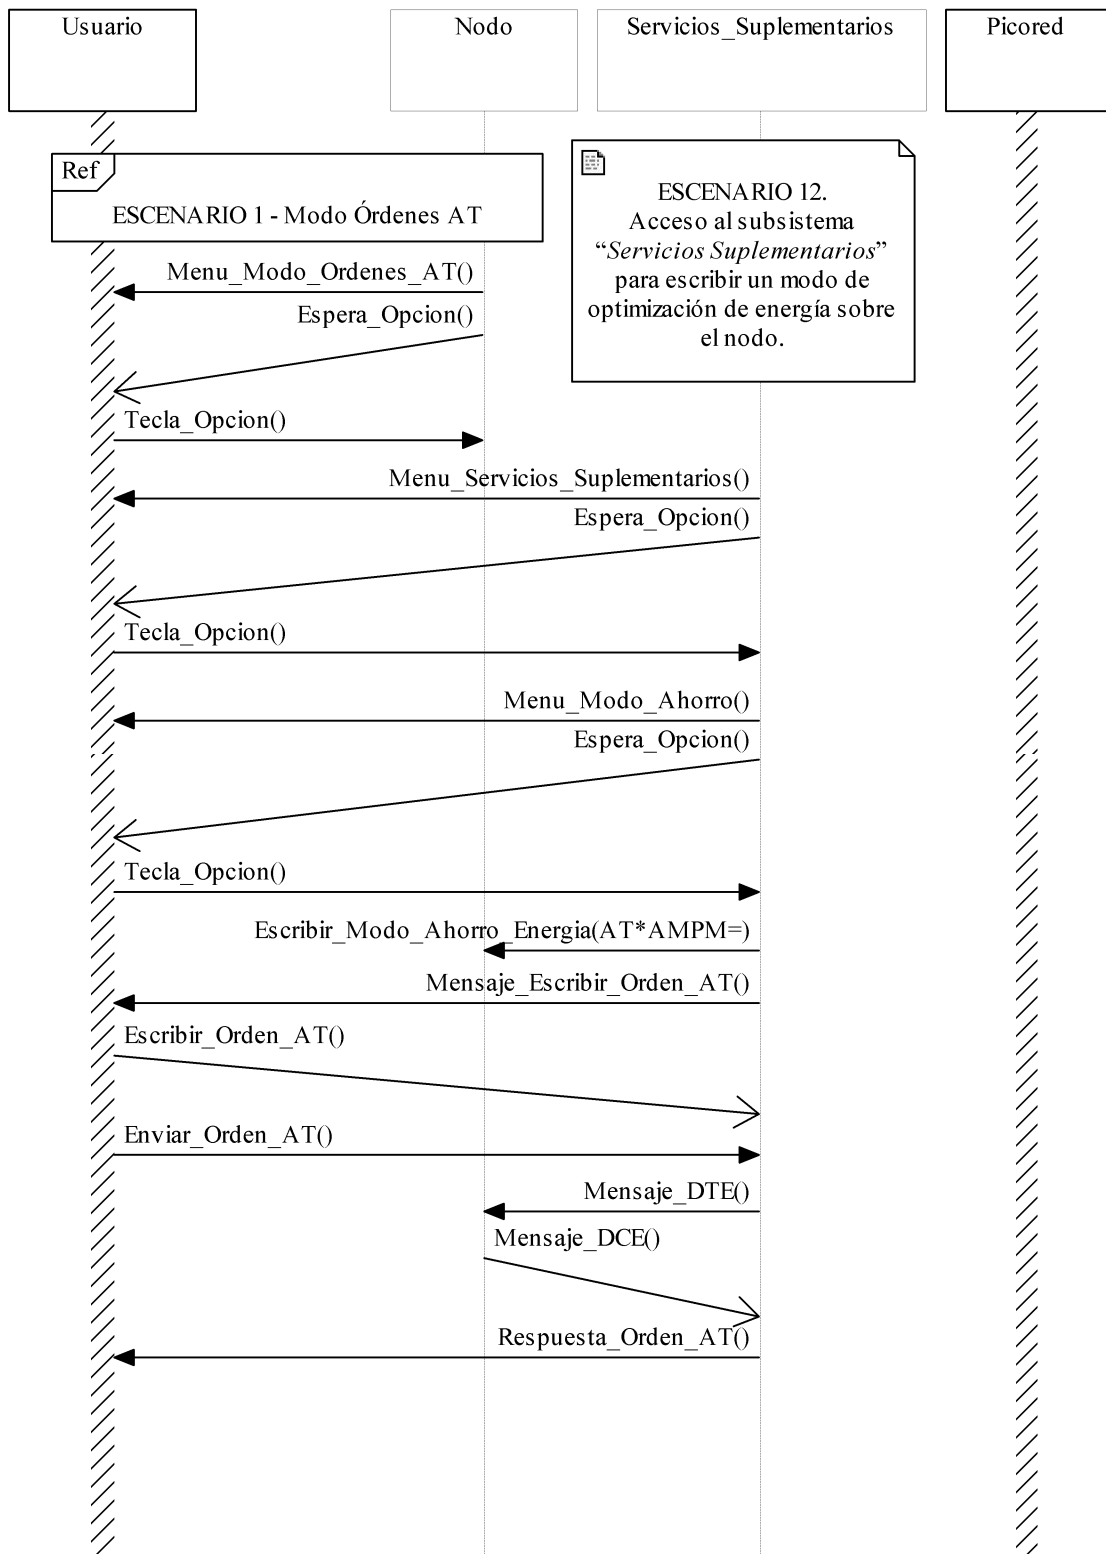 Usuario
Nodo
Servicios_Suplementarios
Picored
Ref
ESCENARIO 1 - Modo Órdenes AT
ESCENARIO 12.
Acceso al subsistema
“Servicios Suplementarios”
para escribir un modo de
optimización de energía sobre
el nodo.
Menu_Modo_Ordenes_AT()
Espera_Opcion()
Tecla_Opcion()
Menu_Servicios_Suplementarios()
Espera_Opcion()
Tecla_Opcion()
Menu_Modo_Ahorro()
Espera_Opcion()
Tecla_Opcion()
Escribir_Modo_Ahorro_Energia(AT*AMPM=)
Mensaje_Escribir_Orden_AT()
Escribir_Orden_AT()
Enviar_Orden_AT()
Mensaje_DTE()
Mensaje_DCE()
Respuesta_Orden_AT()